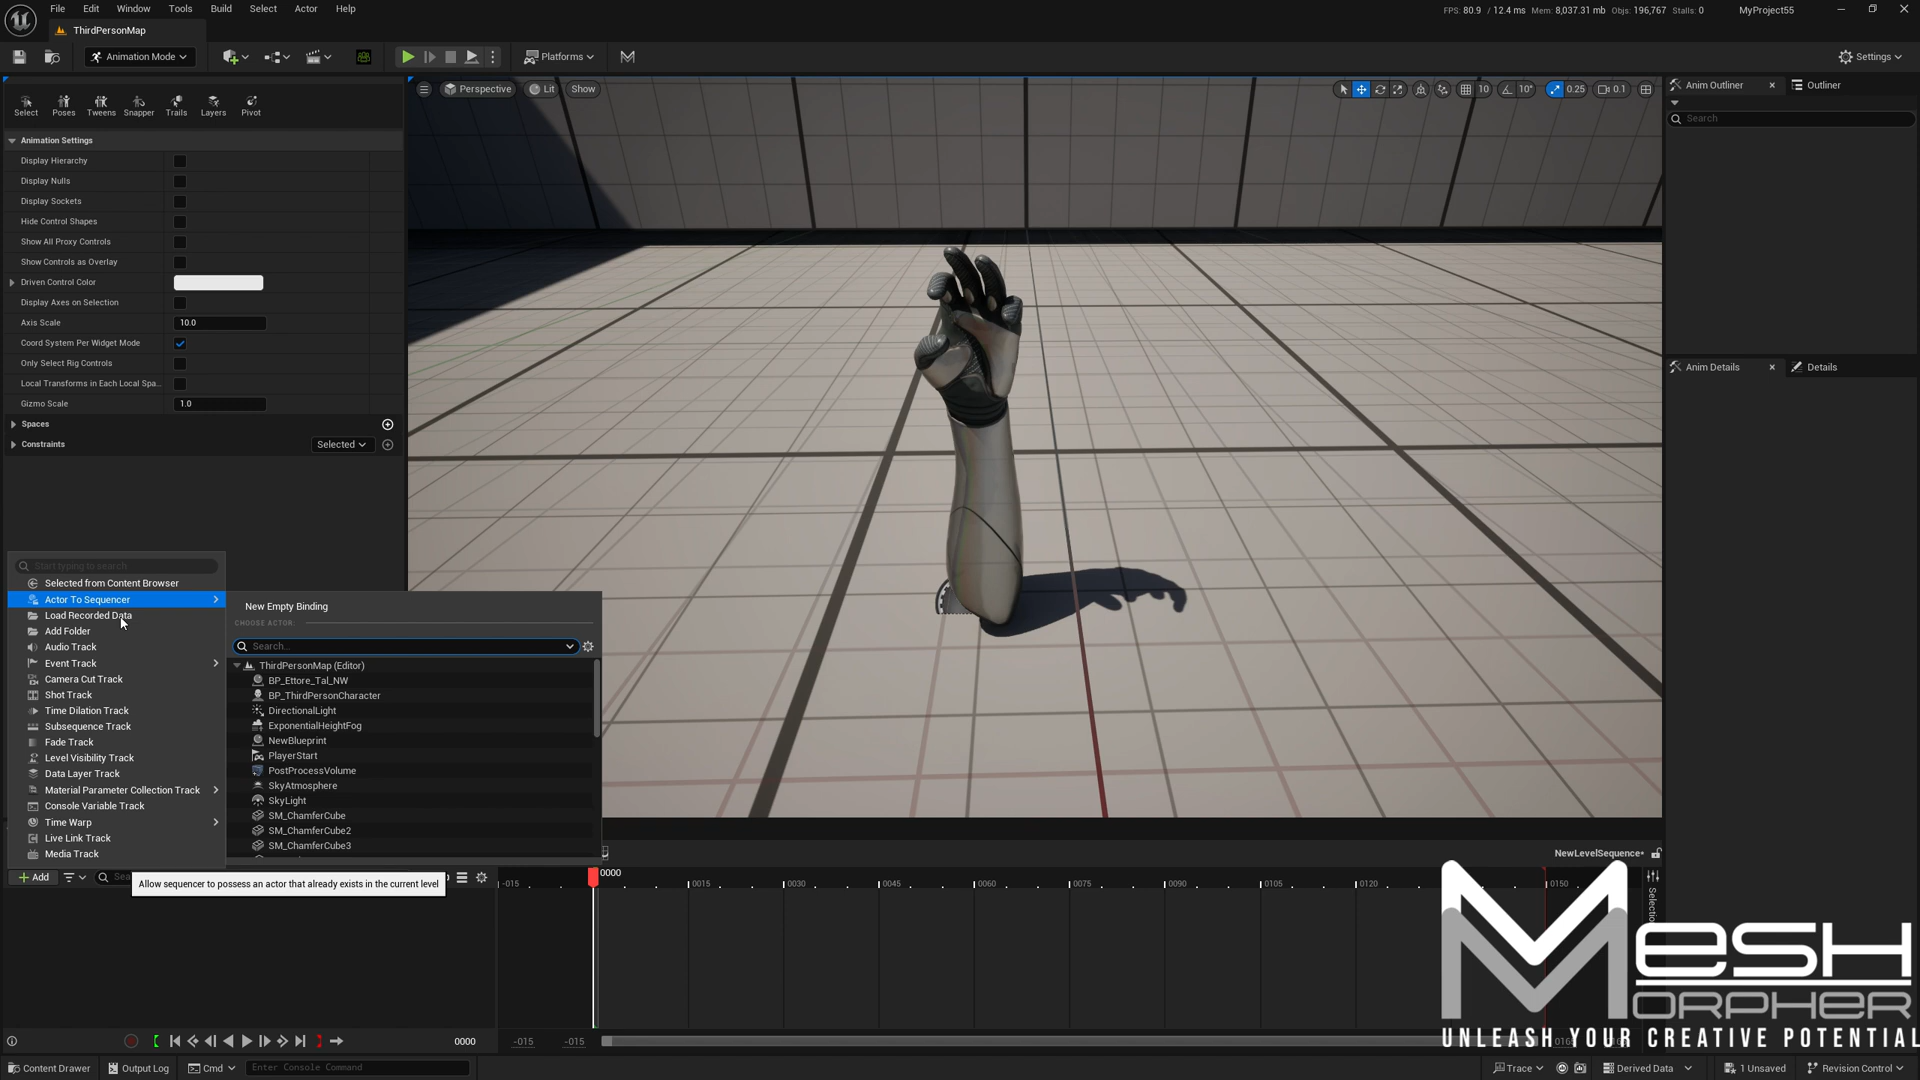 File Edit Window Tools Build Select Actor Help
FPS: 80.9 / 12.4 ms Mem: 8,037.31 mb Objs: 196,767 Stalls: 0
MyProject55
ThirdPersonMap
Animation Mode
Platforms
Settings
Select Poses Tweens Snapper Trails Layers Pivot
Animation Settings
Display Hierarchy
Display Nulls
Display Sockets
Hide Control Shapes
Show All Proxy Controls
Show Controls as Overlay
Driven Control Color
Display Axes on Selection
Axis Scale 10.0
Coord System Per Widget Mode
Only Select Rig Controls
Local Transforms in Each Local Spa...
Gizmo Scale 1.0
Spaces
Constraints Selected
Perspective Lit Show
10 10° 0.25 0.1
Anim Outliner Outliner
Search
Anim Details Details
Start typing to search
Selected from Content Browser
Actor To Sequencer
Load Recorded Data
Add Folder
Audio Track
Event Track
Camera Cut Track
Shot Track
Time Dilation Track
Subsequence Track
Fade Track
Level Visibility Track
Data Layer Track
Material Parameter Collection Track
Console Variable Track
Time Warp
Live Link Track
Media Track
New Empty Binding
CHOOSE ACTOR:
Search...
ThirdPersonMap (Editor)
BP_Ettore_Tal_NW
BP_ThirdPersonCharacter
DirectionalLight
ExponentialHeightFog
NewBlueprint
PlayerStart
PostProcessVolume
SkyAtmosphere
SkyLight
SM_ChamferCube
SM_ChamferCube2
SM_ChamferCube3
Add
Allow sequencer to possess an actor that already exists in the current level
NewLevelSequence*
0000
-015 0015 0030 0045 0060 0075 0090 0105 0120 0150
MESH
MORPHER
UNLEASH YOUR CREATIVE POTENTIAL
0000
-015 -015
Content Drawer Output Log Cmd Enter Console Command
Trace Derived Data 1 Unsaved Revision Control